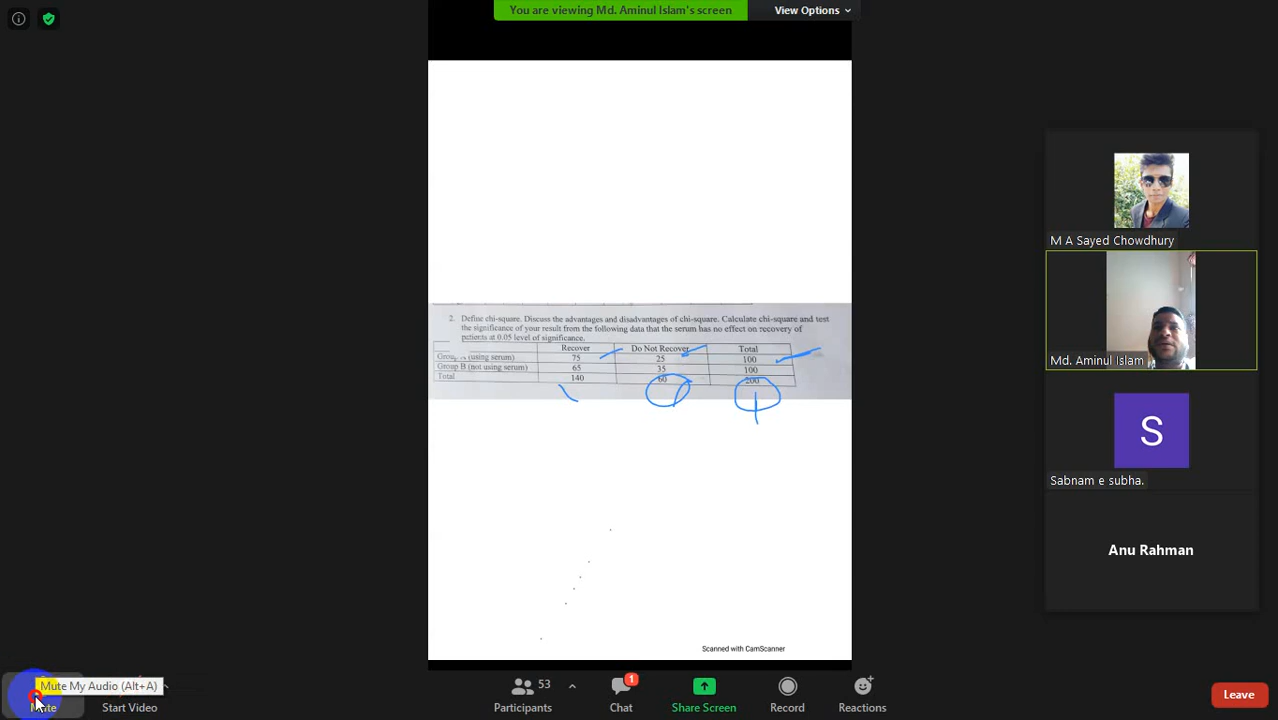 You are viewing Md. Aminul Islam's screen
View Options
2. Define chi-square. Discuss the advantages and disadvantages of chi-square. Calculate chi-square and test
the significance of your result from the following data that the serum has no effect on recovery of
patients at 0.05 level of significance.
Recover Do Not Recover Total
(using serum) 75 25 100
Group B (not using serum) 65 35 100
Total 140 60 200
Scanned with CamScanner
M A Sayed Chowdhury
Md. Aminul Islam
S
Sabnam e subha.
Anu Rahman
Mute My Audio (Alt+A)
Mute
Start Video
53
Participants
1
Chat
Share Screen
Record
Reactions
Leave